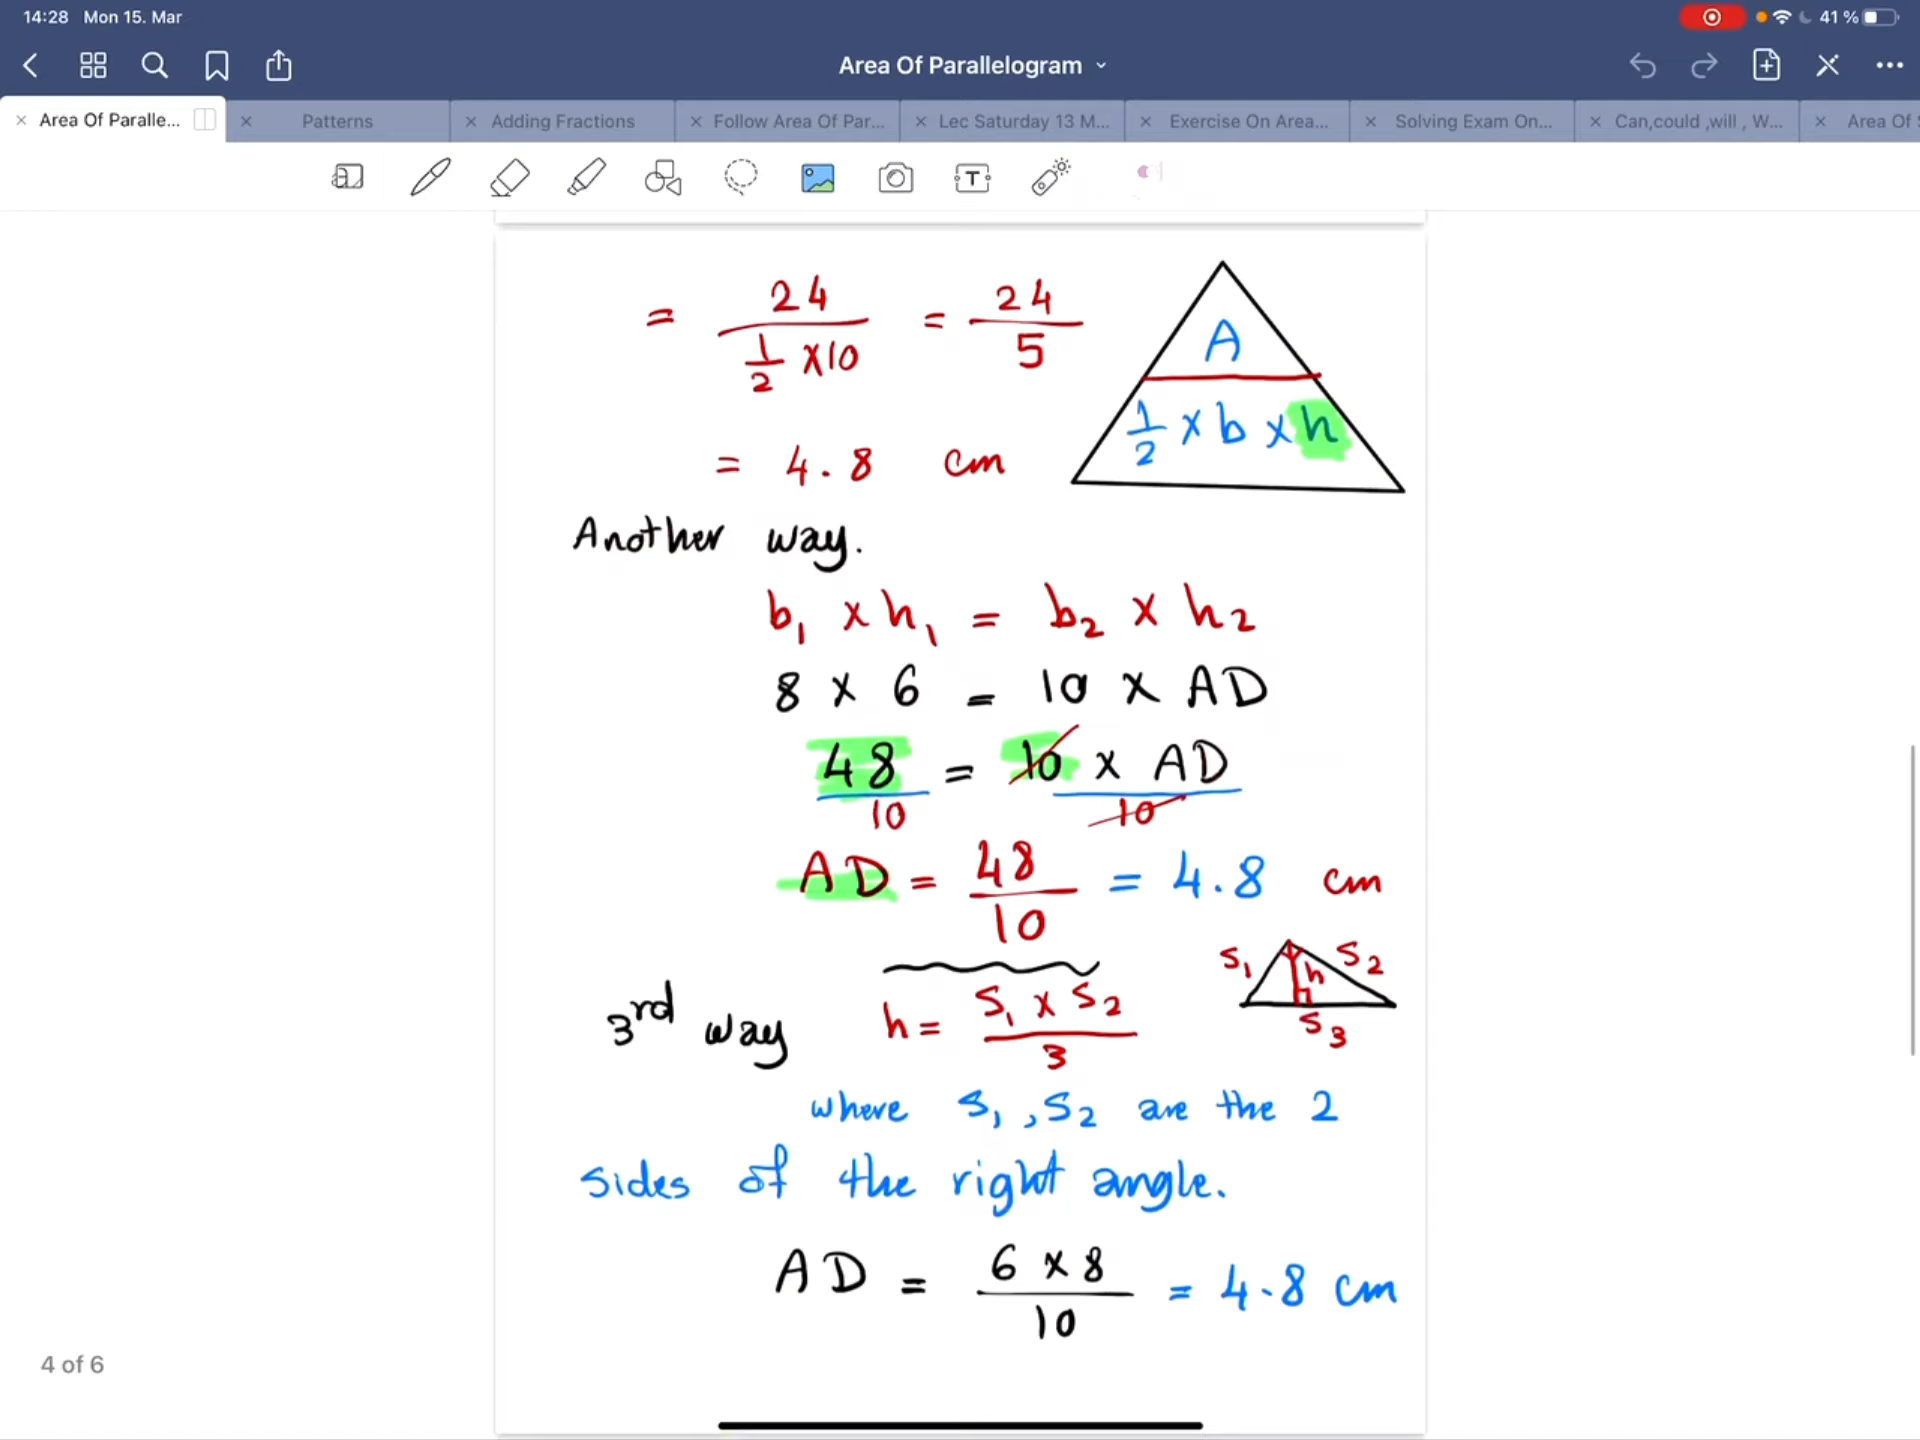 14:28 Mon 15. Mar 41 %
Area Of Parallelogram
Area Of Paralle... Patterns Adding Fractions Follow Area Of Par... Lec Saturday 13 M... Exercise On Area... Solving Exam On... Can,could ,will , W... Area Of
T
= 24 / ½ × 10 = 24 / 5
A
½ × b × h
= 4.8 cm
Another way.
b₁ × h₁ = b₂ × h₂
8 × 6 = 10 × AD
48 / 10 = 10 × AD / 10
AD = 48 / 10 = 4.8 cm
3rd way h = S₁ × S₂ / 3
S₁ h S₂
S₃
where S₁ , S₂ are the 2
sides of the right angle.
AD = 6 × 8 / 10 = 4.8 cm
4 of 6